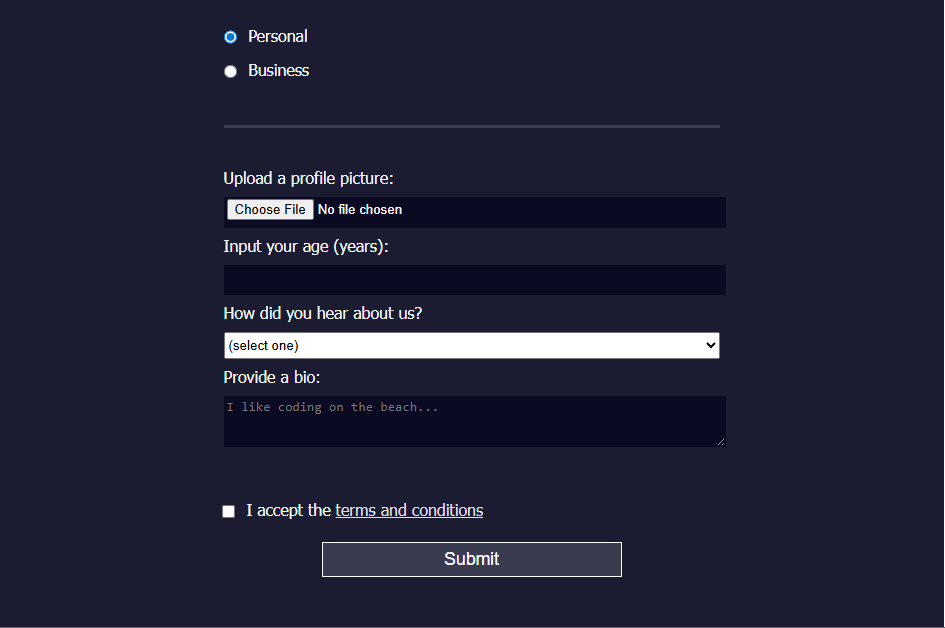 Personal
Business
Upload a profile picture:
Choose File No file chosen
Input your age (years):
How did you hear about us?
(select one)
Provide a bio:
I like coding on the beach...
I accept the terms and conditions
Submit